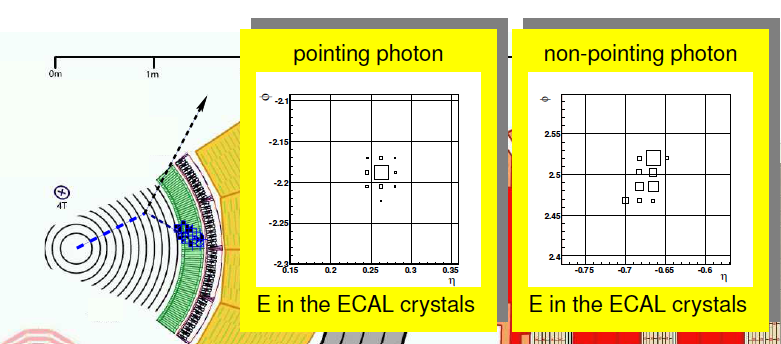 0m
1m
4T
pointing photon
ϕ
-2.1
-2.15
-2.2
-2.25
-2.3
0.15
0.2
0.25
0.3
0.35
η
E in the ECAL crystals
non-pointing photon
ϕ
2.55
2.5
2.45
2.4
-0.75
-0.7
-0.65
-0.6
η
E in the ECAL crystals